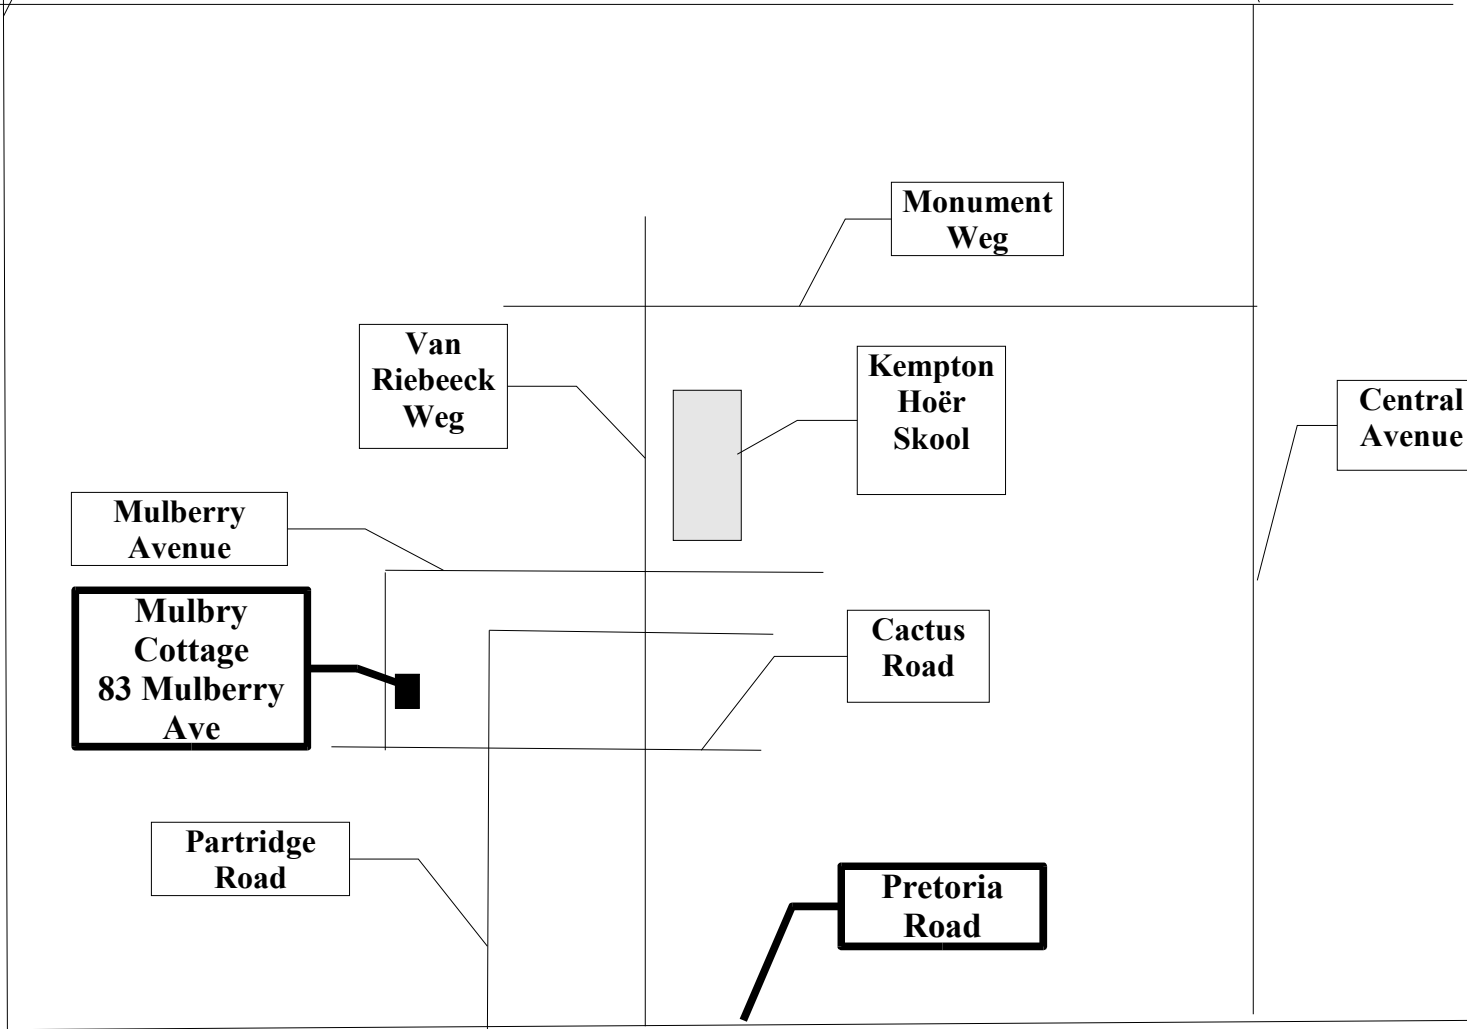 Monument
Weg
Van
Riebeeck
Weg
Kempton
Hoër
Skool
Central
Avenue
Mulberry
Avenue
Mulbry
Cottage
83 Mulberry
Ave
Cactus
Road
Partridge
Road
Pretoria
Road